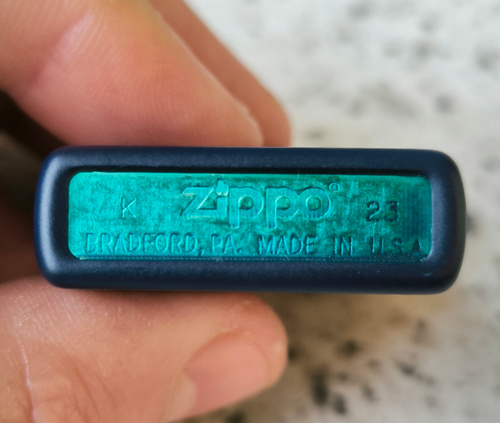 K zippo® 23
BRADFORD, PA. MADE IN U.S.A